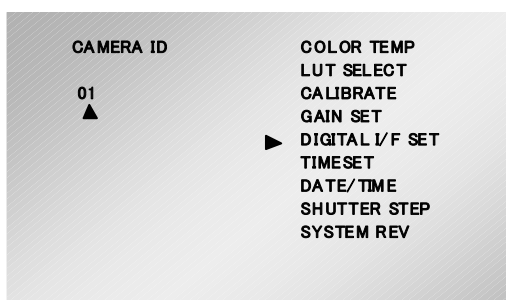 CAMERA ID
01
COLOR TEMP
LUT SELECT
CALIBRATE
GAIN SET
DIGITAL I/F SET
TIMESET
DATE/TIME
SHUTTER STEP
SYSTEM REV